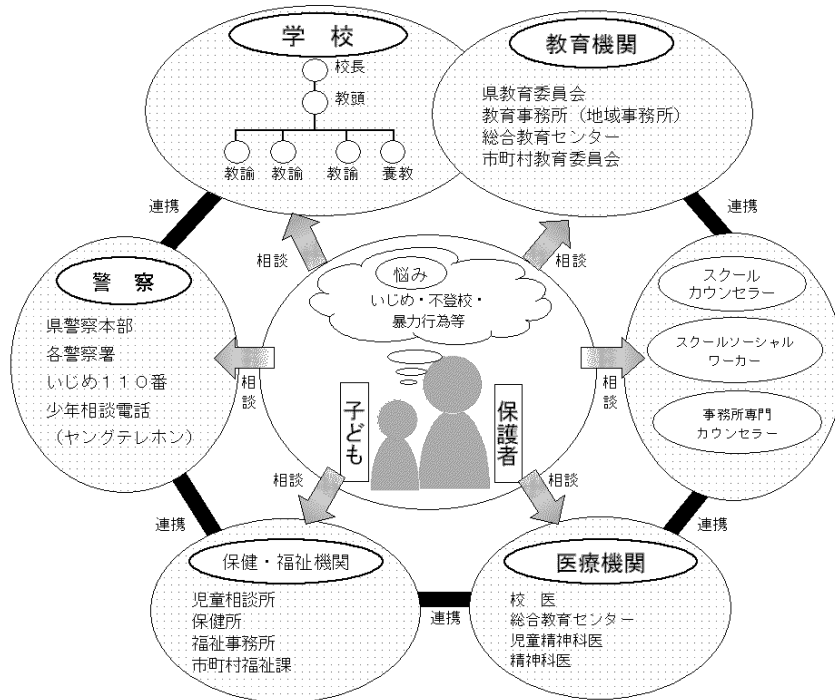 学 校
校長
教頭
教諭
教諭
教諭
養教
教育機関
県教育委員会
教育事務所（地域事務所）
総合教育センター
市町村教育委員会
連携
連携
相談
相談
悩み
いじめ・不登校・
暴力行為等
警 察
県警察本部
各警察署
いじめ１１０番
少年相談電話
（ヤングテレホン）
相談
子ども
保護者
相談
スクール
カウンセラー
スクールソーシャル
ワーカー
事務所専門
カウンセラー
相談
相談
連携
連携
保健・福祉機関
児童相談所
保健所
福祉事務所
市町村福祉課
連携
医療機関
校 医
総合教育センター
児童精神科医
精神科医